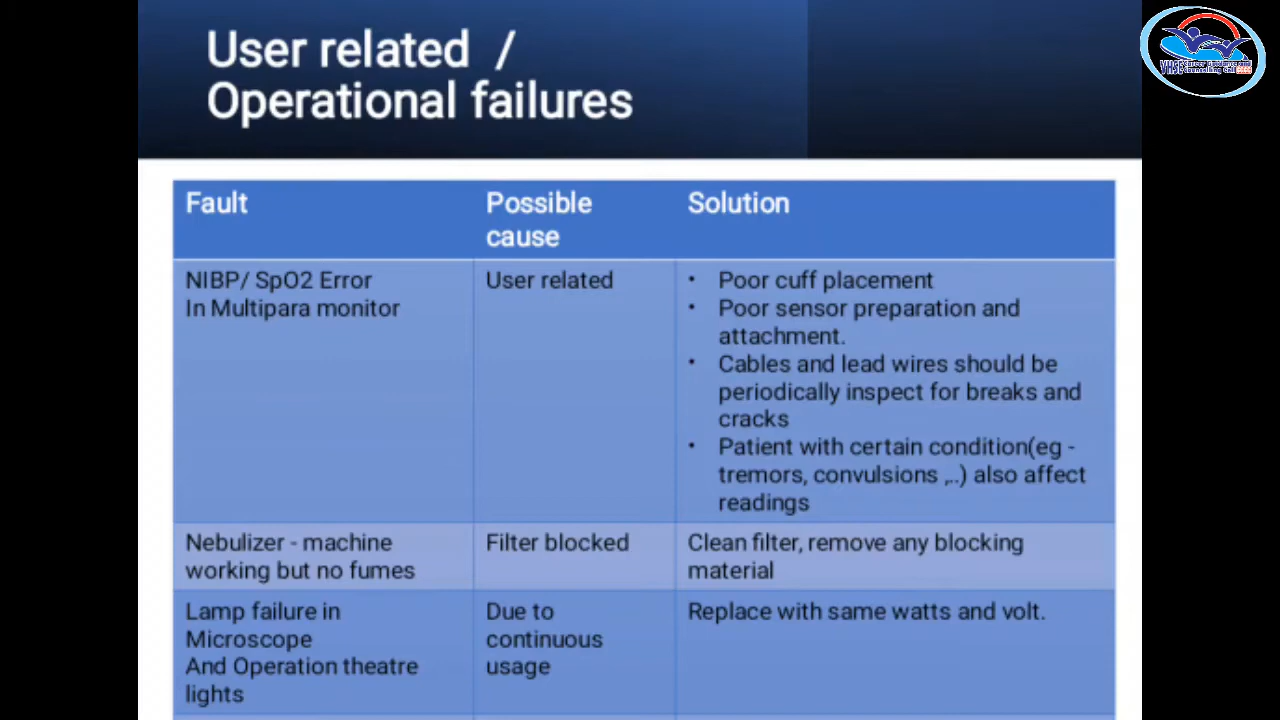 User related /
Operational failures
Fault
Possible
cause
Solution
NIBP/ SpO2 Error
In Multipara monitor
User related
• Poor cuff placement
• Poor sensor preparation and
attachment.
• Cables and lead wires should be
periodically inspect for breaks and
cracks
• Patient with certain condition(eg -
tremors, convulsions ,..) also affect
readings
Nebulizer - machine
working but no fumes
Filter blocked
Clean filter, remove any blocking
material
Lamp failure in
Microscope
And Operation theatre
lights
Due to
continuous
usage
Replace with same watts and volt.
VHSE